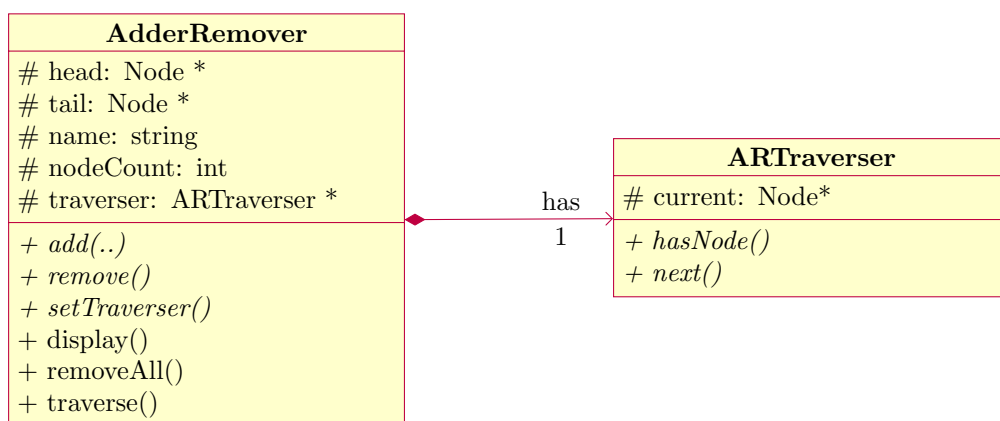 AdderRemover
# head: Node *
# tail: Node *
# name: string
# nodeCount: int
# traverser: ARTraverser *
+ add(..)
+ remove()
+ setTraverser()
+ display()
+ removeAll()
+ traverse()
has
1
ARTraverser
# current: Node*
+ hasNode()
+ next()